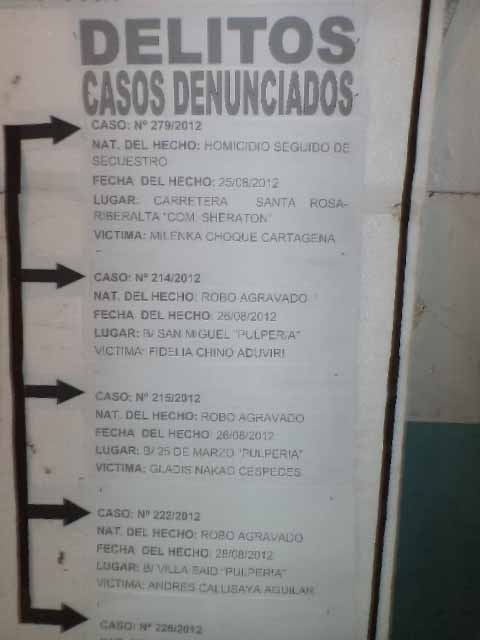 DELITOS
CASOS DENUNCIADOS
CASO: Nº 279/2012
NAT. DEL HECHO: HOMICIDIO SEGUIDO DE
SECUESTRO
FECHA DEL HECHO: 25/08/2012
LUGAR: CARRETERA SANTA ROSA-
RIBERALTA "COM. SHERATON"
VICTIMA: MILENKA CHOQUE CARTAGENA
CASO: Nº 214/2012
NAT. DEL HECHO: ROBO AGRAVADO
FECHA DEL HECHO: 26/08/2012
LUGAR: B/ SAN MIGUEL "PULPERIA"
VICTIMA: FIDELIA CHINO ADUVIRI
CASO: Nº 215/2012
NAT. DEL HECHO: ROBO AGRAVADO
FECHA DEL HECHO: 26/08/2012
LUGAR: B/ 25 DE MARZO "PULPERIA"
VICTIMA: GLADIS NAKAO CESPEDES
CASO: Nº 222/2012
NAT. DEL HECHO: ROBO AGRAVADO
FECHA DEL HECHO: 28/08/2012
LUGAR: B/ VILLA SAID "PULPERIA"
VICTIMA: ANDRES CALLISAYA AGUILAR
CASO: Nº 226/2012